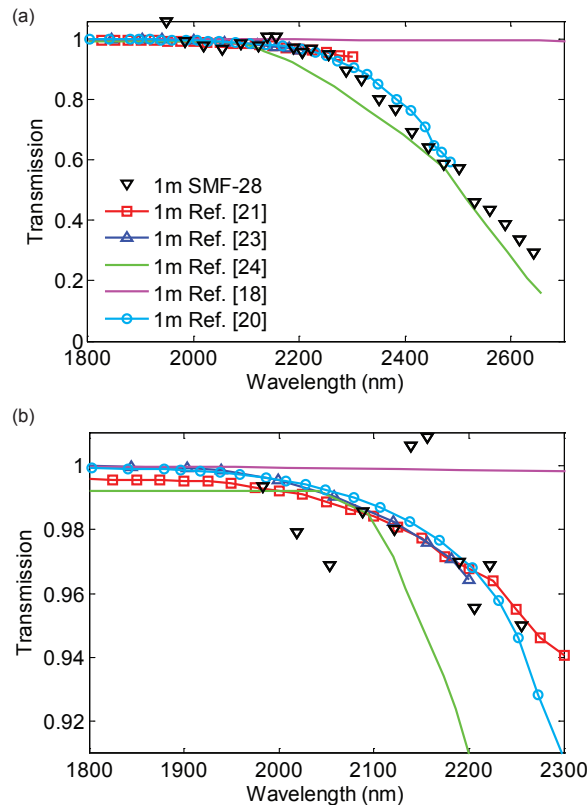 (a)
1
0.8
0.6
0.4
0.2
0
Transmission
1m SMF-28
1m Ref. [21]
1m Ref. [23]
1m Ref. [24]
1m Ref. [18]
1m Ref. [20]
1800 2000 2200 2400 2600
Wavelength (nm)
(b)
1
0.98
0.96
0.94
0.92
Transmission
1800 1900 2000 2100 2200 2300
Wavelength (nm)